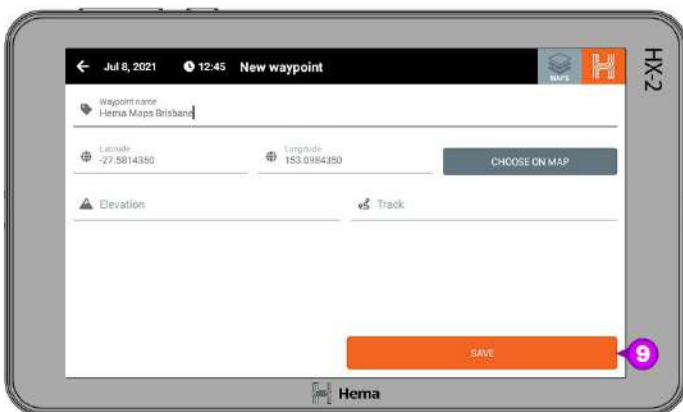 Jul 8, 2021 12:45 New waypoint
MAPS
HX-2
Waypoint name
Hema Maps Brisbane
Latitude
-27.5814350
Longitude
153.0984350
CHOOSE ON MAP
Elevation
Track
SAVE
9
Hema